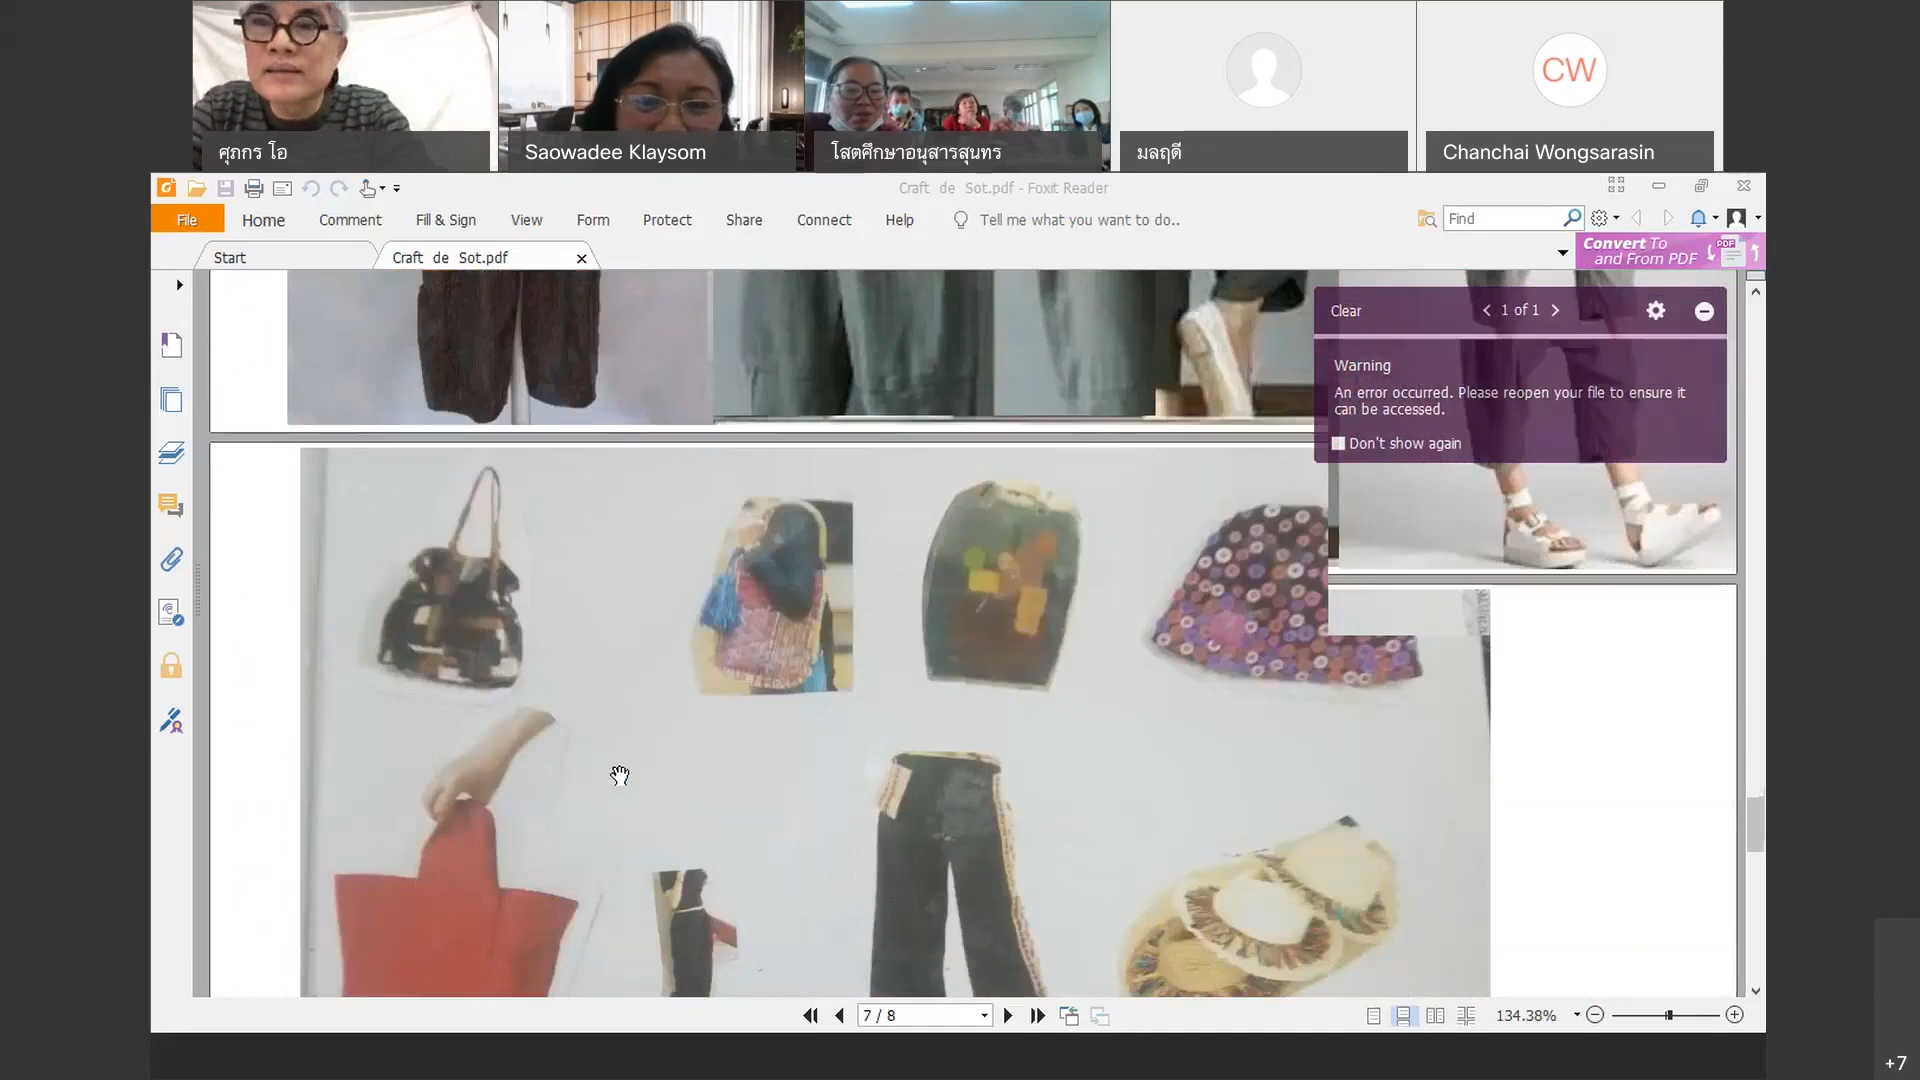 ศุภกร โอ
Saowadee Klaysom
โสตศึกษาอนุสารสุนทร
มลฤดี
CW
Chanchai Wongsarasin
Craft de Sot.pdf - Foxit Reader
File Home Comment Fill & Sign View Form Protect Share Connect Help Tell me what you want to do.. Find
Start
Craft de Sot.pdf
Convert To
and From PDF
PDF
Clear
1 of 1
Warning
An error occurred. Please reopen your file to ensure it
can be accessed.
Don't show again
7 / 8
134.38%
+7